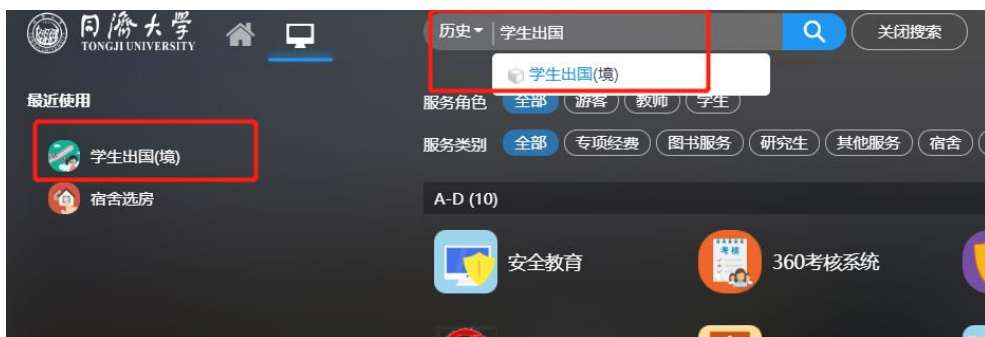 同济大学
TONGJI UNIVERSITY
历史 学生出国 关闭搜索
学生出国(境)
最近使用
服务角色 全部 游客 教师 学生
学生出国(境)
服务类别 全部 专项经费 图书服务 研究生 其他服务 宿舍
宿舍选房
A-D (10)
安全教育
考核
360考核系统